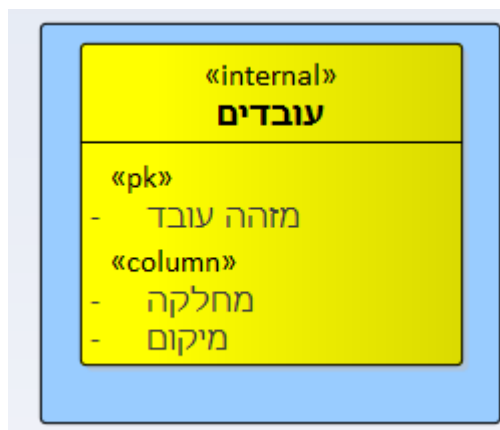 «internal»
עובדים
«pk»
- מזהה עובד
«column»
- מחלקה
- מיקום